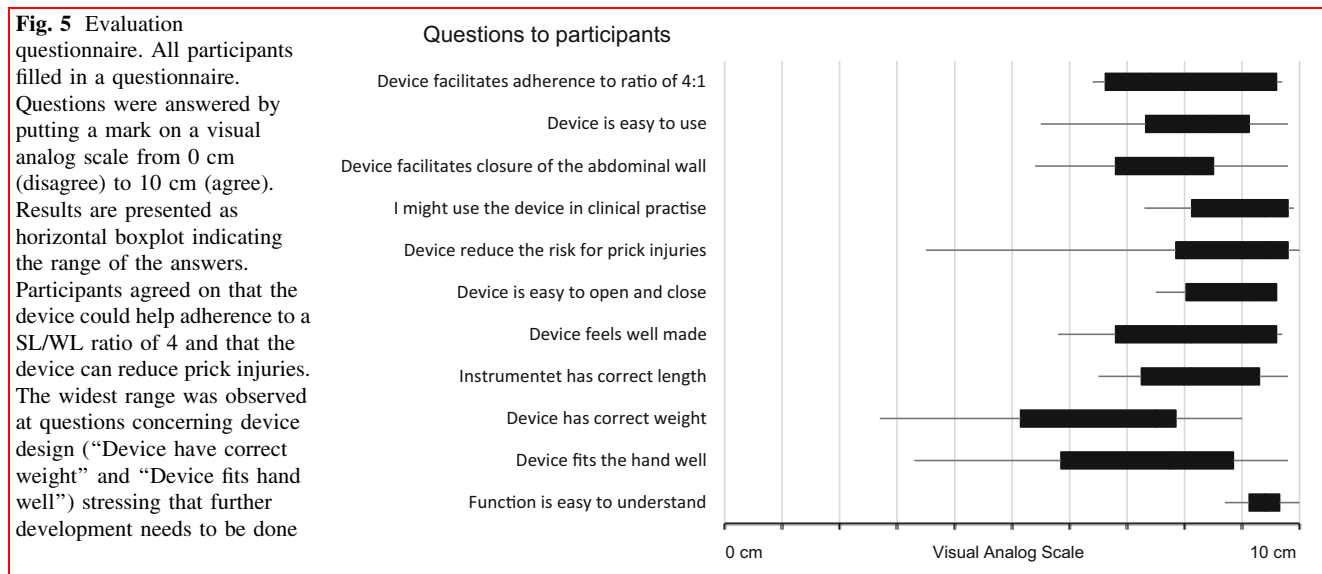 Fig. 5 Evaluation
questionnaire. All participants
filled in a questionnaire.
Questions were answered by
putting a mark on a visual
analog scale from 0 cm
(disagree) to 10 cm (agree).
Results are presented as
horizontal boxplot indicating
the range of the answers.
Participants agreed on that the
device could help adherence to a
SL/WL ratio of 4 and that the
device can reduce prick injuries.
The widest range was observed
at questions concerning device
design (“Device have correct
weight” and “Device fits hand
well”) stressing that further
development needs to be done
Questions to participants
Device facilitates adherence to ratio of 4:1
Device is easy to use
Device facilitates closure of the abdominal wall
I might use the device in clinical practise
Device reduce the risk for prick injuries
Device is easy to open and close
Device feels well made
Instrumentet has correct length
Device has correct weight
Device fits the hand well
Function is easy to understand
0 cm Visual Analog Scale 10 cm